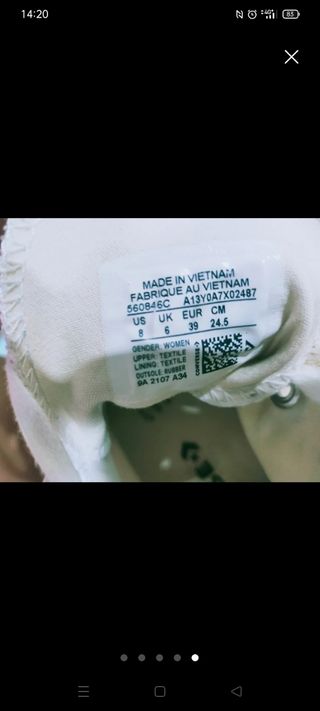 14:20
85
MADE IN VIETNAM
FABRIQUE AU VIETNAM
560846C A13Y0A7X02487
US UK EUR CM
8 6 39 24.5
GENDER: WOMEN
UPPER: TEXTILE
LINING: TEXTILE
OUTSOLE: RUBBER
9A 2107 A34
CONVERSE